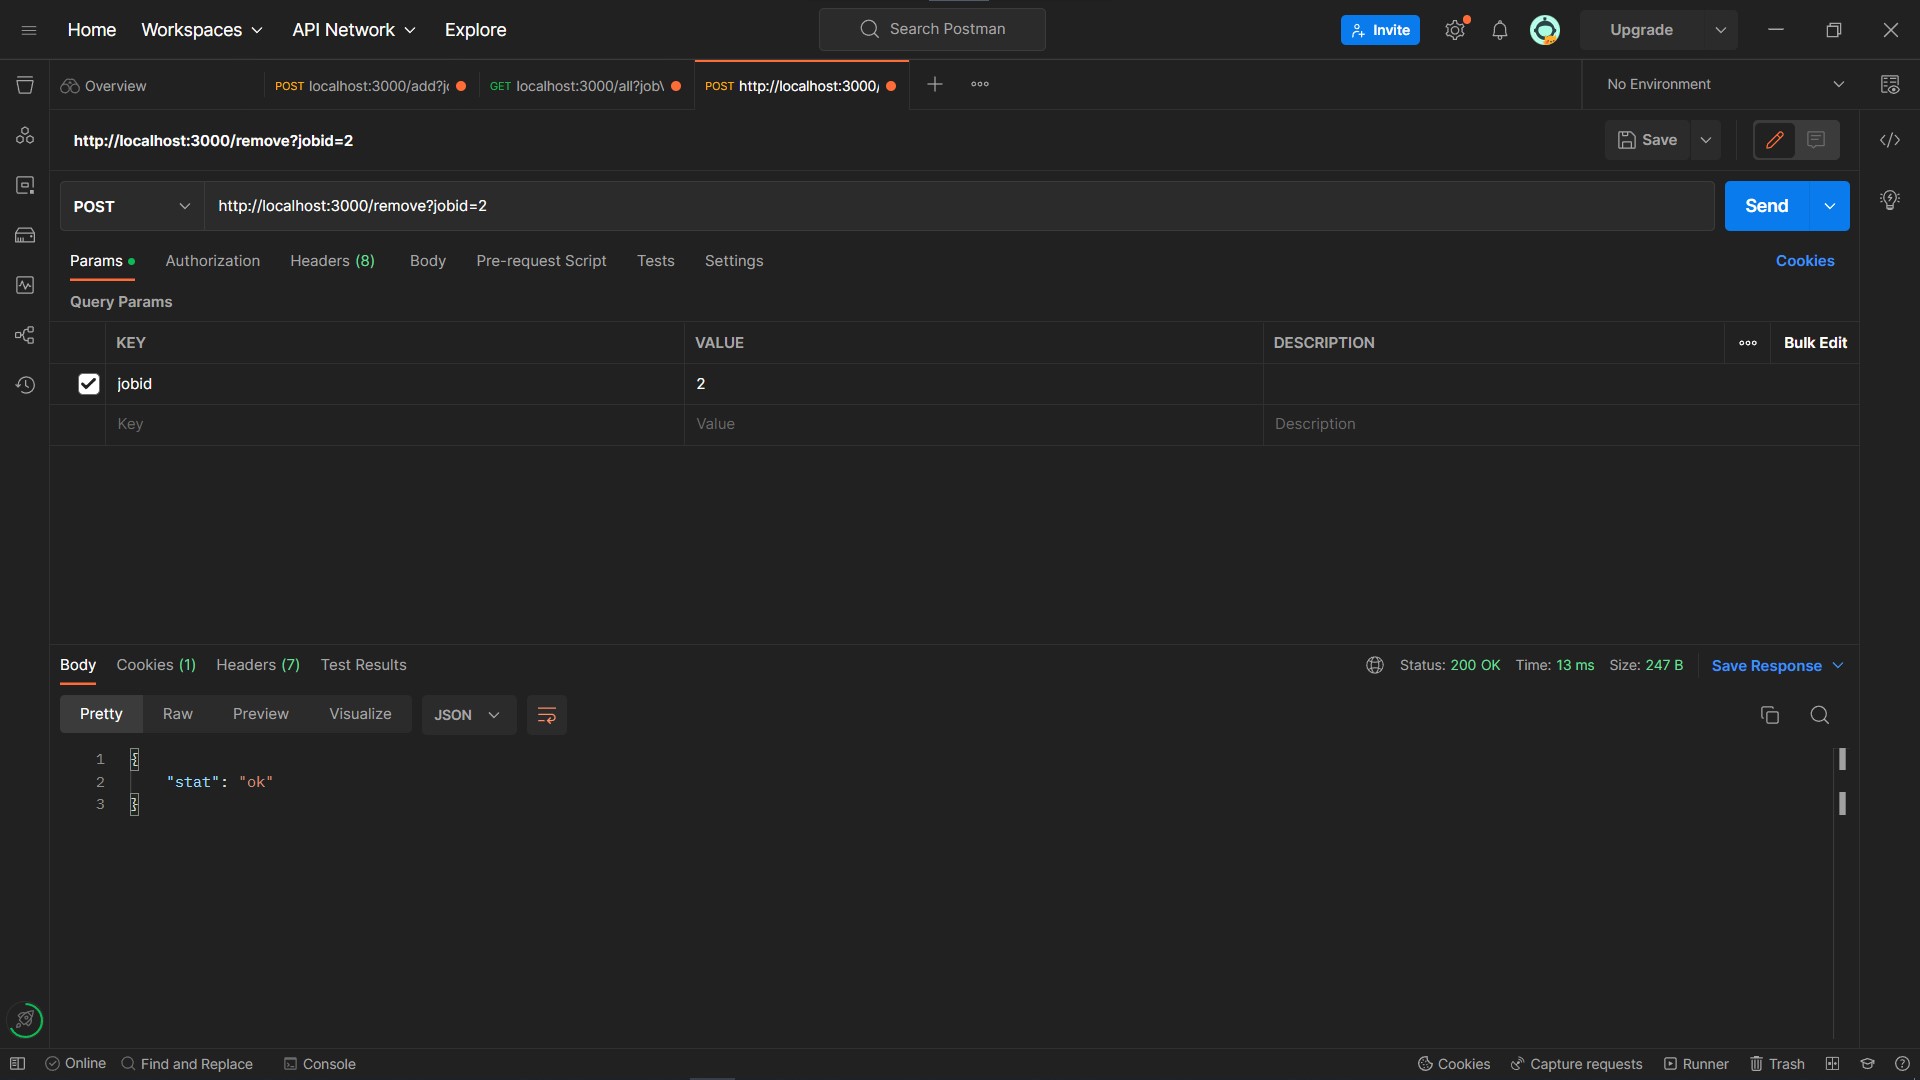 Home Workspaces API Network Explore Search Postman Invite Upgrade
Overview POST localhost:3000/add?j GET localhost:3000/all?job\ POST http://localhost:3000/ No Environment
http://localhost:3000/remove?jobid=2 Save
POST http://localhost:3000/remove?jobid=2 Send
Params Authorization Headers (8) Body Pre-request Script Tests Settings Cookies
Query Params
KEY VALUE DESCRIPTION Bulk Edit
jobid 2
Key Value Description
Body Cookies (1) Headers (7) Test Results Status: 200 OK Time: 13 ms Size: 247 B Save Response
Pretty Raw Preview Visualize JSON
1 {
2 "stat": "ok"
3 }
Online Find and Replace Console Cookies Capture requests Runner Trash